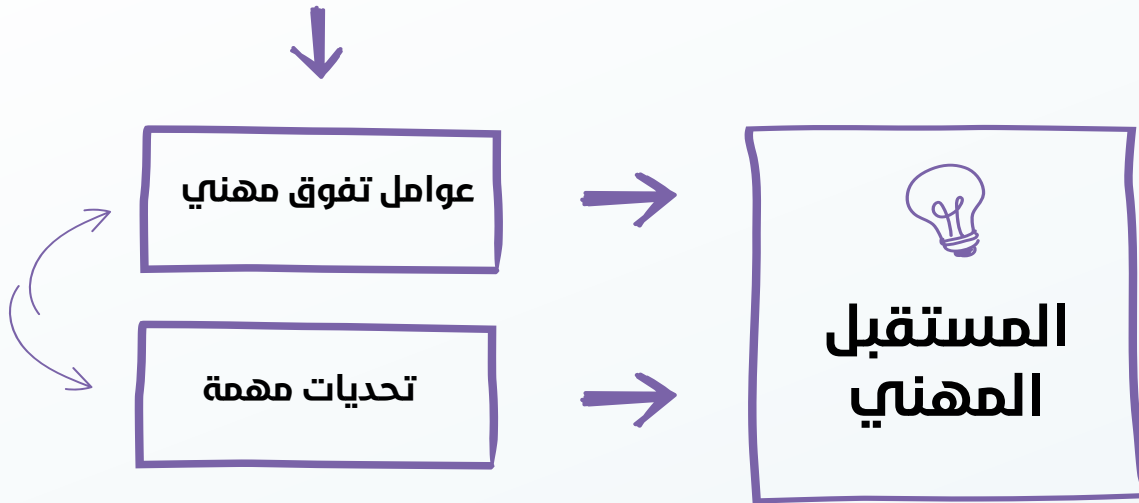 عوامل تفوق مهني
تحديات مهمة
المستقبل
المهني